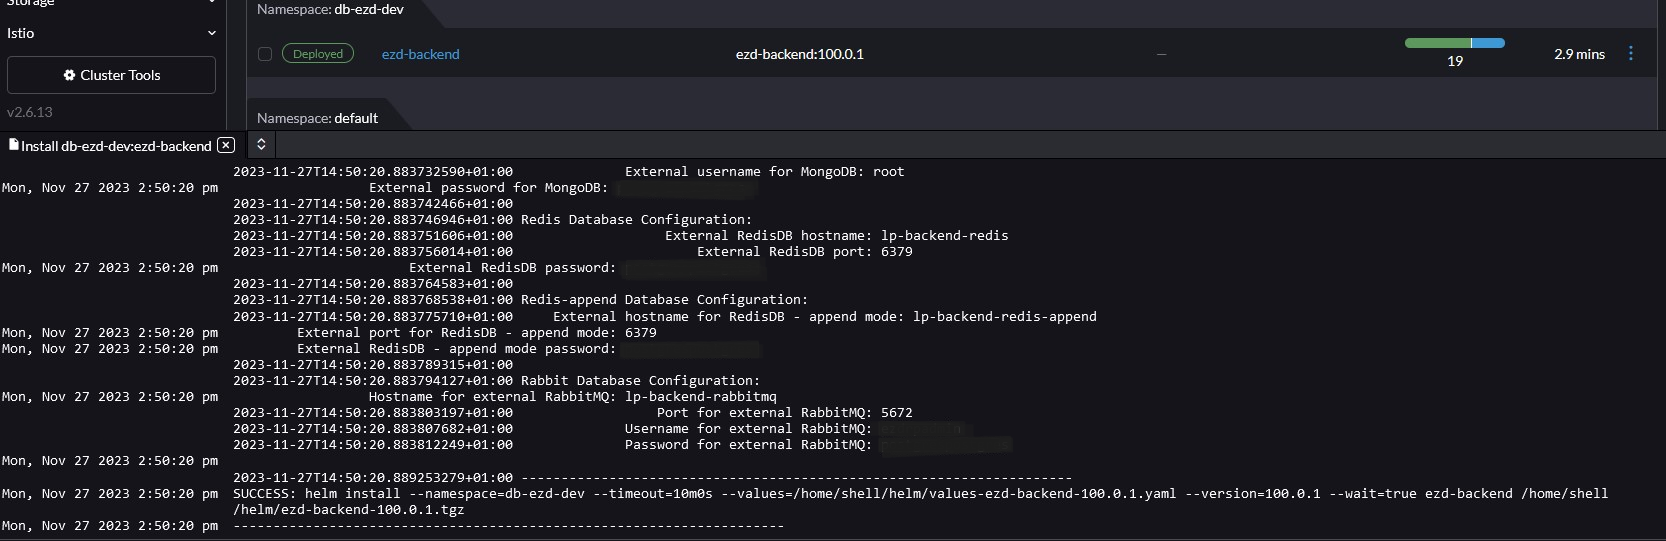 Storage
Istio
Cluster Tools
v2.6.13
Namespace: db-ezd-dev
Deployed ezd-backend ezd-backend:100.0.1 — 19 2.9 mins
Namespace: default
Install db-ezd-dev:ezd-backend
2023-11-27T14:50:20.883732590+01:00 External username for MongoDB: root
Mon, Nov 27 2023 2:50:20 pm External password for MongoDB:
2023-11-27T14:50:20.883742466+01:00
2023-11-27T14:50:20.883746946+01:00 Redis Database Configuration:
2023-11-27T14:50:20.883751606+01:00 External RedisDB hostname: lp-backend-redis
2023-11-27T14:50:20.883756014+01:00 External RedisDB port: 6379
Mon, Nov 27 2023 2:50:20 pm External RedisDB password:
2023-11-27T14:50:20.883764583+01:00
2023-11-27T14:50:20.883768538+01:00 Redis-append Database Configuration:
2023-11-27T14:50:20.883775710+01:00 External hostname for RedisDB - append mode: lp-backend-redis-append
Mon, Nov 27 2023 2:50:20 pm External port for RedisDB - append mode: 6379
Mon, Nov 27 2023 2:50:20 pm External RedisDB - append mode password:
2023-11-27T14:50:20.883789315+01:00
2023-11-27T14:50:20.883794127+01:00 Rabbit Database Configuration:
Mon, Nov 27 2023 2:50:20 pm Hostname for external RabbitMQ: lp-backend-rabbitmq
2023-11-27T14:50:20.883803197+01:00 Port for external RabbitMQ: 5672
2023-11-27T14:50:20.883807682+01:00 Username for external RabbitMQ:
2023-11-27T14:50:20.883812249+01:00 Password for external RabbitMQ:
Mon, Nov 27 2023 2:50:20 pm
2023-11-27T14:50:20.889253279+01:00 ---------------------------------------------------------------------
Mon, Nov 27 2023 2:50:20 pm SUCCESS: helm install --namespace=db-ezd-dev --timeout=10m0s --values=/home/shell/helm/values-ezd-backend-100.0.1.yaml --version=100.0.1 --wait=true ezd-backend /home/shell
/helm/ezd-backend-100.0.1.tgz
Mon, Nov 27 2023 2:50:20 pm ---------------------------------------------------------------------